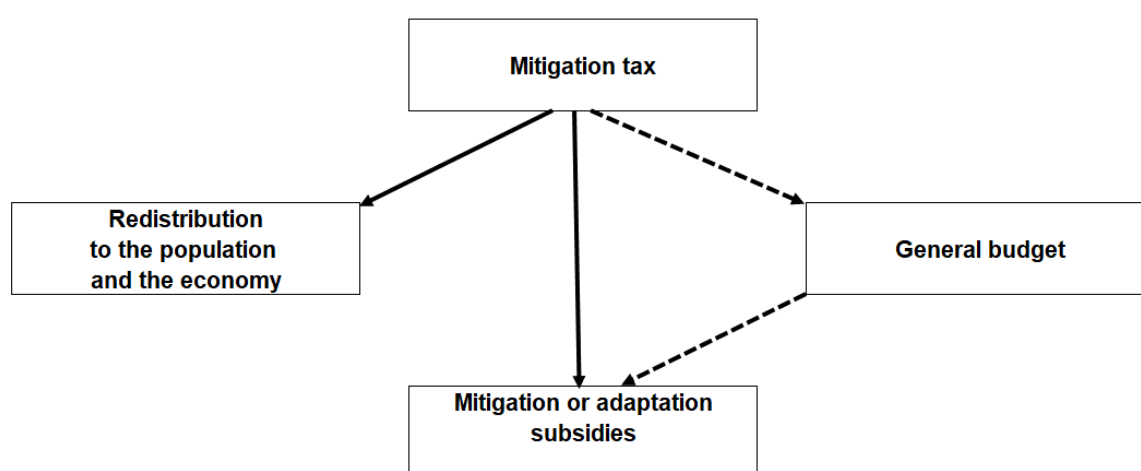 Mitigation tax
Redistribution
to the population
and the economy
General budget
Mitigation or adaptation
subsidies